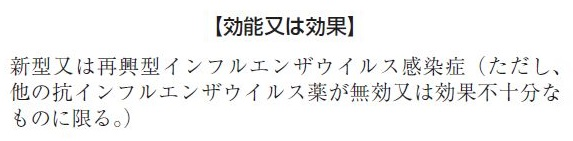 【効能又は効果】
新型又は再興型インフルエンザウイルス感染症（ただし、
他の抗インフルエンザウイルス薬が無効又は効果不十分な
ものに限る。）